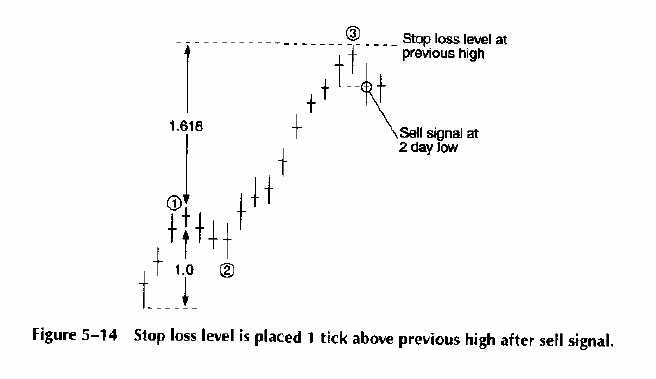 ③
Stop loss level at
previous high
1.618
Sell signal at
2 day low
①
1.0
②
Figure 5–14 Stop loss level is placed 1 tick above previous high after sell signal.